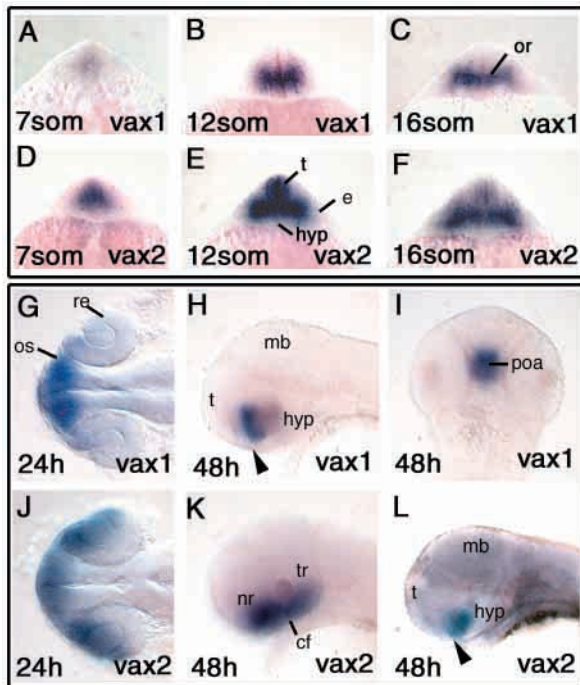 A
7som vax1
B
12som vax1
C
or
16som vax1
D
7som vax2
E
t
e
hyp
12som vax2
F
16som vax2
G
re
os
24h vax1
H
mb
t
hyp
48h vax1
I
poa
48h vax1
J
24h vax2
K
tr
nr
cf
48h vax2
L
mb
t
hyp
48h vax2